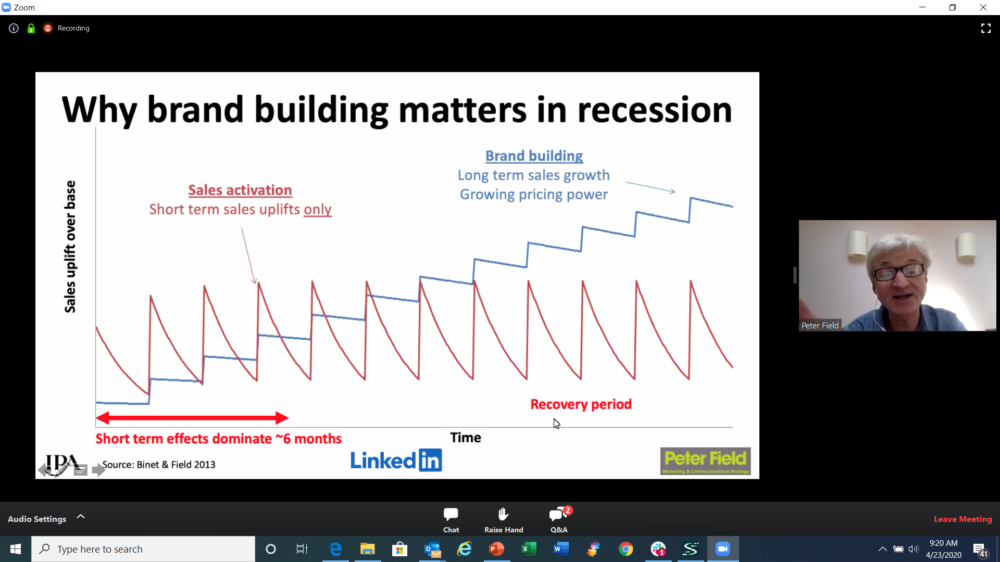 Zoom
Recording
Why brand building matters in recession
Brand building
Long term sales growth
Growing pricing power
Sales activation
Short term sales uplifts only
Sales uplift over base
Peter Field
Recovery period
Short term effects dominate ~6 months
Time
IPA
Source: Binet & Field 2013
Linked in
Peter Field
Marketing & Communications Strategy
Audio Settings
Chat
Raise Hand
2
Q&A
Leave Meeting
Type here to search
1
9:20 AM
4/23/2020
41